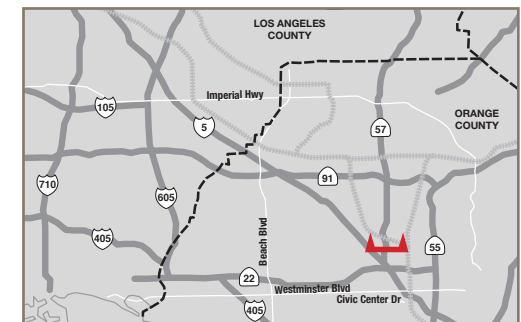 LOS ANGELES
COUNTY
Imperial Hwy
105
5
57
ORANGE
COUNTY
91
710
605
405
Beach Blvd
55
22
Westminster Blvd
Civic Center Dr
405